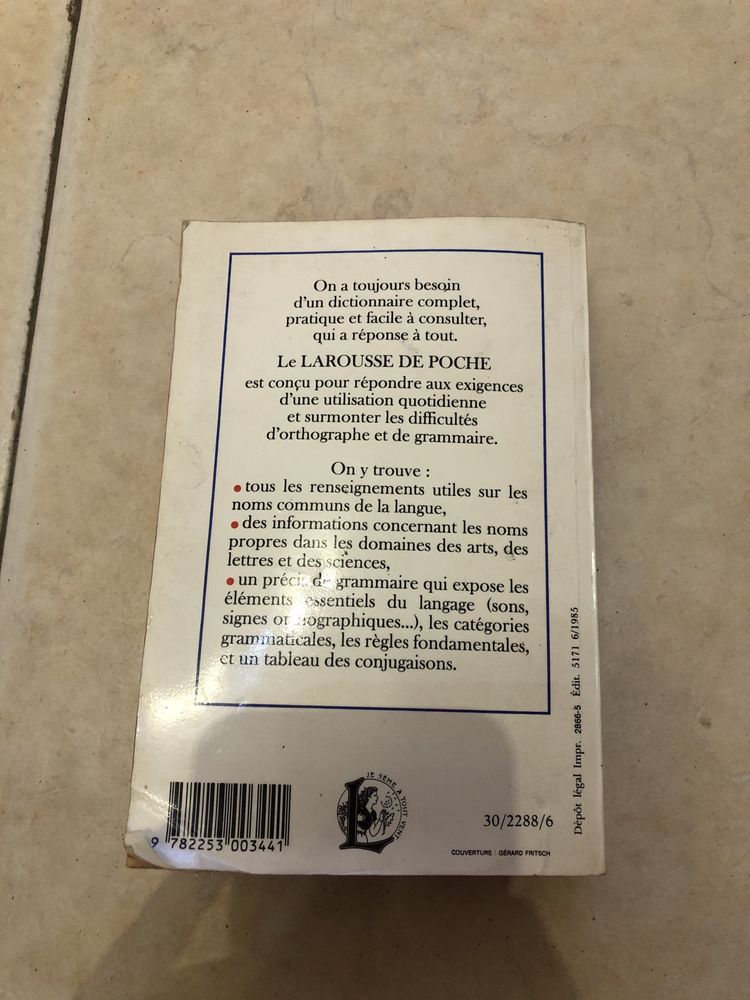 On a toujours besoin
d'un dictionnaire complet,
pratique et facile à consulter,
qui a réponse à tout.
Le LAROUSSE DE POCHE
est conçu pour répondre aux exigences
d'une utilisation quotidienne
et surmonter les difficultés
d'orthographe et de grammaire.
On y trouve :
• tous les renseignements utiles sur les
noms communs de la langue,
• des informations concernant les noms
propres dans les domaines des arts, des
lettres et des sciences,
• un précis de grammaire qui expose les
éléments essentiels du langage (sons,
signes orthographiques...), les catégories
grammaticales, les règles fondamentales,
et un tableau des conjugaisons.
Dépôt légal Impr. 2866-5 Édit. 5171 6/1985
JE SÈME À TOUT VENT
30/2288/6
9 782253 003441
COUVERTURE : GÉRARD FRITSCH